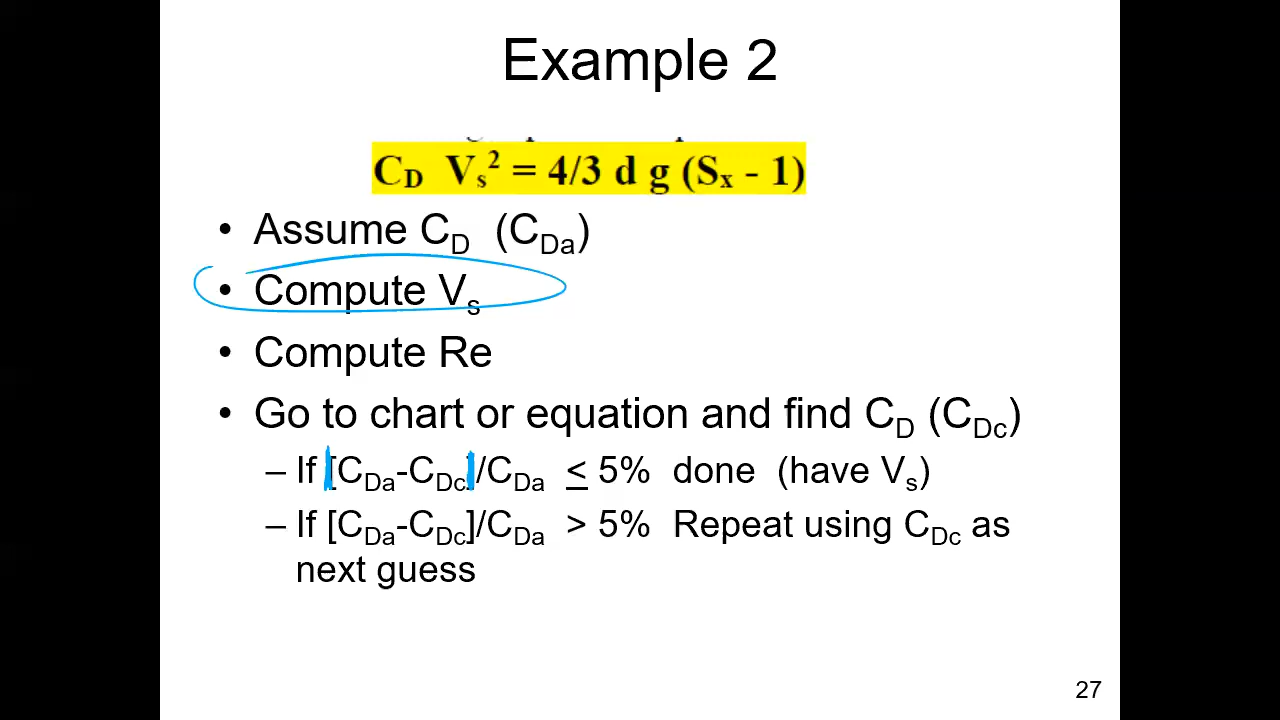 Example 2
C_D V_s² = 4/3 d g (S_x - 1)
• Assume C_D (C_Da)
• Compute V_s
• Compute Re
• Go to chart or equation and find C_D (C_Dc)
– If [C_Da-C_Dc]/C_Da ≤ 5% done (have V_s)
– If [C_Da-C_Dc]/C_Da > 5% Repeat using C_Dc as
next guess
27